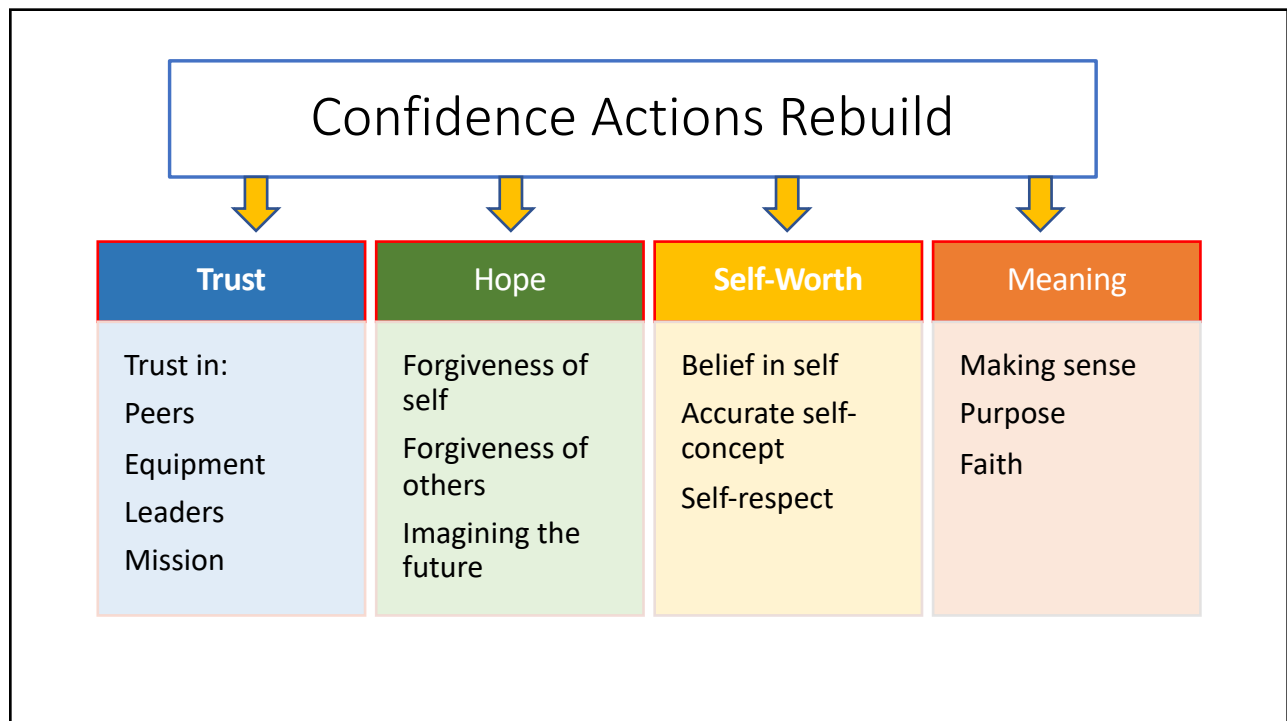 Confidence Actions Rebuild
Trust
Trust in:
Peers
Equipment
Leaders
Mission
Hope
Forgiveness of
self
Forgiveness of
others
Imagining the
future
Self-Worth
Belief in self
Accurate self-
concept
Self-respect
Meaning
Making sense
Purpose
Faith